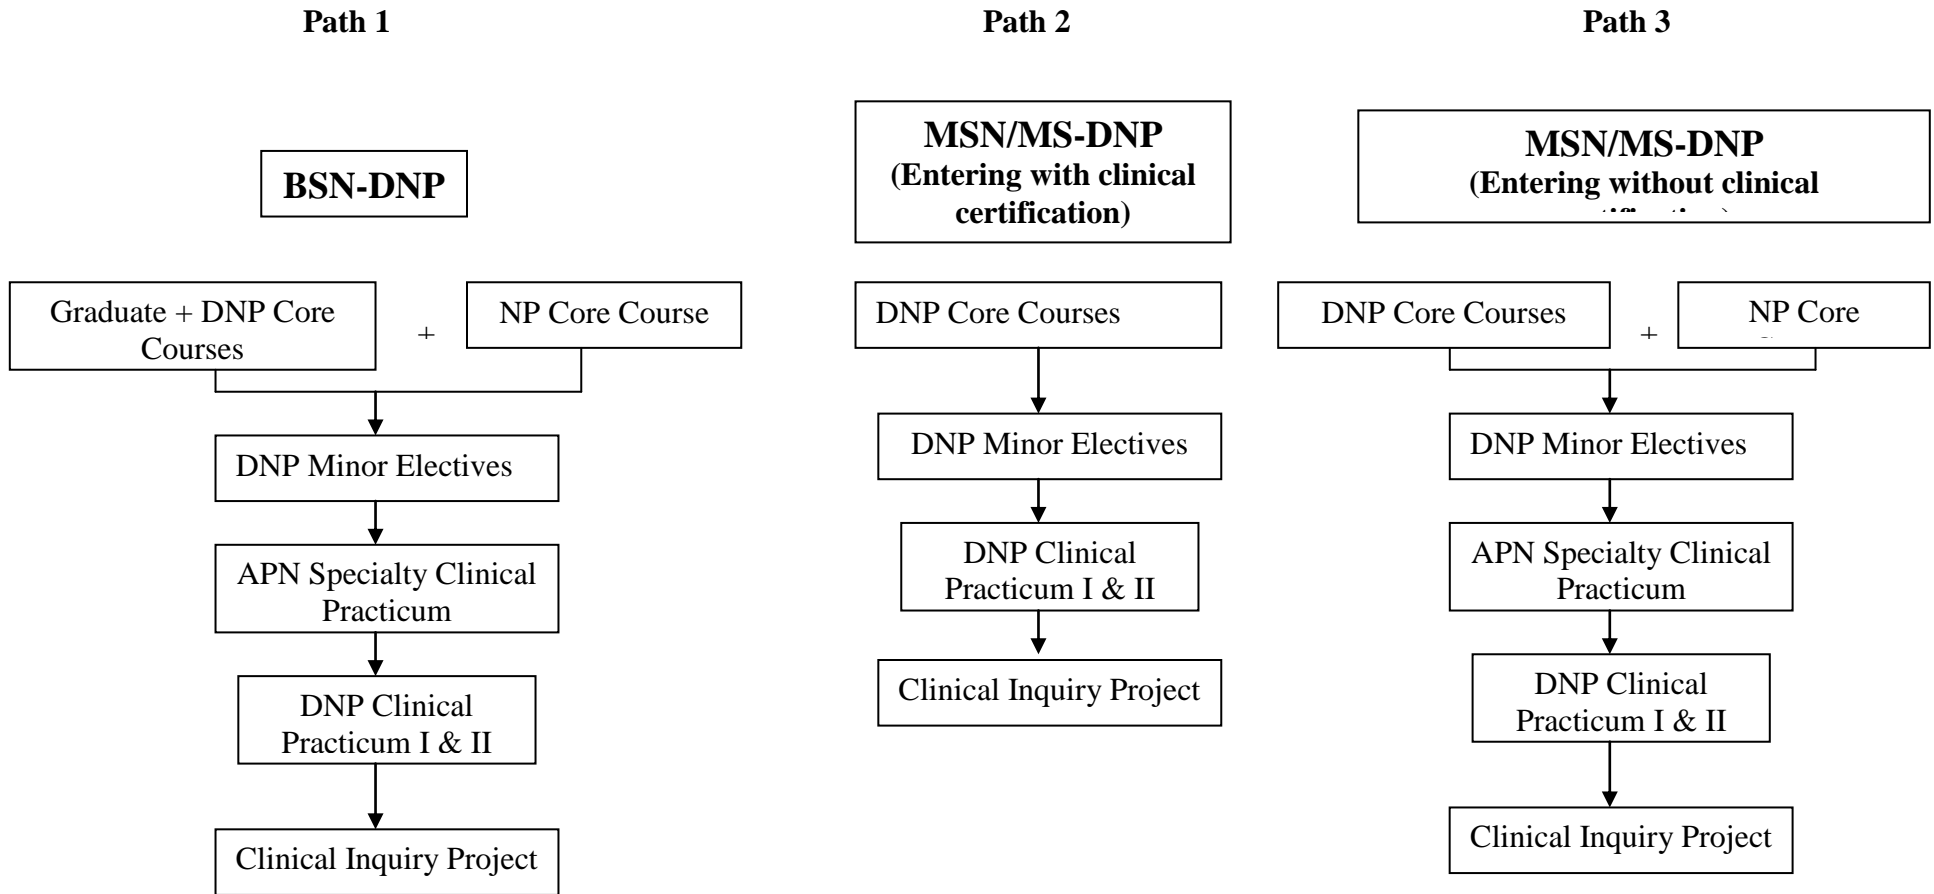 Path 1
BSN-DNP
Graduate + DNP Core
Courses
+
NP Core Course
DNP Minor Electives
APN Specialty Clinical
Practicum
DNP Clinical
Practicum I & II
Clinical Inquiry Project
Path 2
MSN/MS-DNP
(Entering with clinical
certification)
DNP Core Courses
DNP Minor Electives
DNP Clinical
Practicum I & II
Clinical Inquiry Project
Path 3
MSN/MS-DNP
(Entering without clinical
DNP Core Courses
+
NP Core
DNP Minor Electives
APN Specialty Clinical
Practicum
DNP Clinical
Practicum I & II
Clinical Inquiry Project